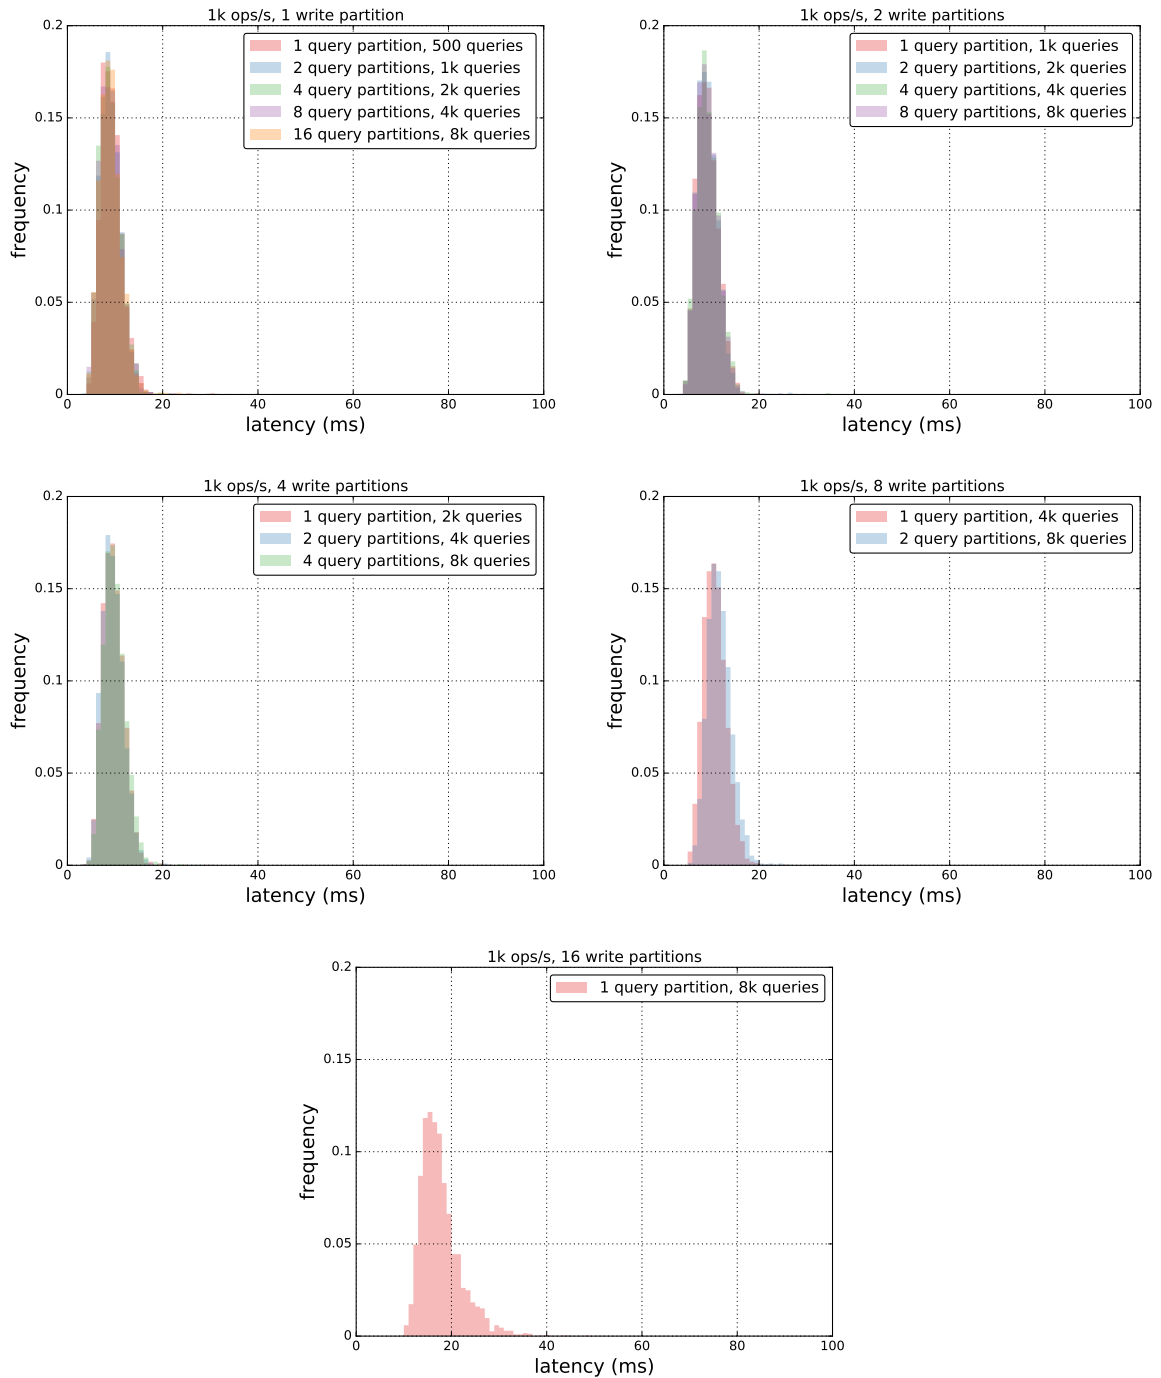 1k ops/s, 1 write partition
1 query partition, 500 queries
2 query partitions, 1k queries
4 query partitions, 2k queries
8 query partitions, 4k queries
16 query partitions, 8k queries
0.2
0.15
0.1
0.05
0
frequency
0 20 40 60 80 100
latency (ms)
1k ops/s, 2 write partitions
1 query partition, 1k queries
2 query partitions, 2k queries
4 query partitions, 4k queries
8 query partitions, 8k queries
0.2
0.15
0.1
0.05
0
frequency
0 20 40 60 80 100
latency (ms)
1k ops/s, 4 write partitions
1 query partition, 2k queries
2 query partitions, 4k queries
4 query partitions, 8k queries
0.2
0.15
0.1
0.05
0
frequency
0 20 40 60 80 100
latency (ms)
1k ops/s, 8 write partitions
1 query partition, 4k queries
2 query partitions, 8k queries
0.2
0.15
0.1
0.05
0
frequency
0 20 40 60 80 100
latency (ms)
1k ops/s, 16 write partitions
1 query partition, 8k queries
0.2
0.15
0.1
0.05
0
frequency
0 20 40 60 80 100
latency (ms)